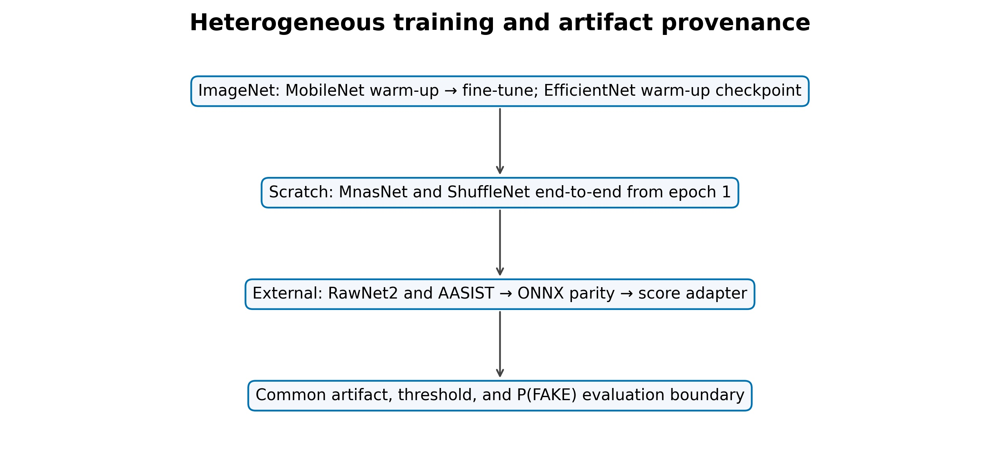 Heterogeneous training and artifact provenance
ImageNet: MobileNet warm-up → fine-tune; EfficientNet warm-up checkpoint
Scratch: MnasNet and ShuffleNet end-to-end from epoch 1
External: RawNet2 and AASIST → ONNX parity → score adapter
Common artifact, threshold, and P(FAKE) evaluation boundary